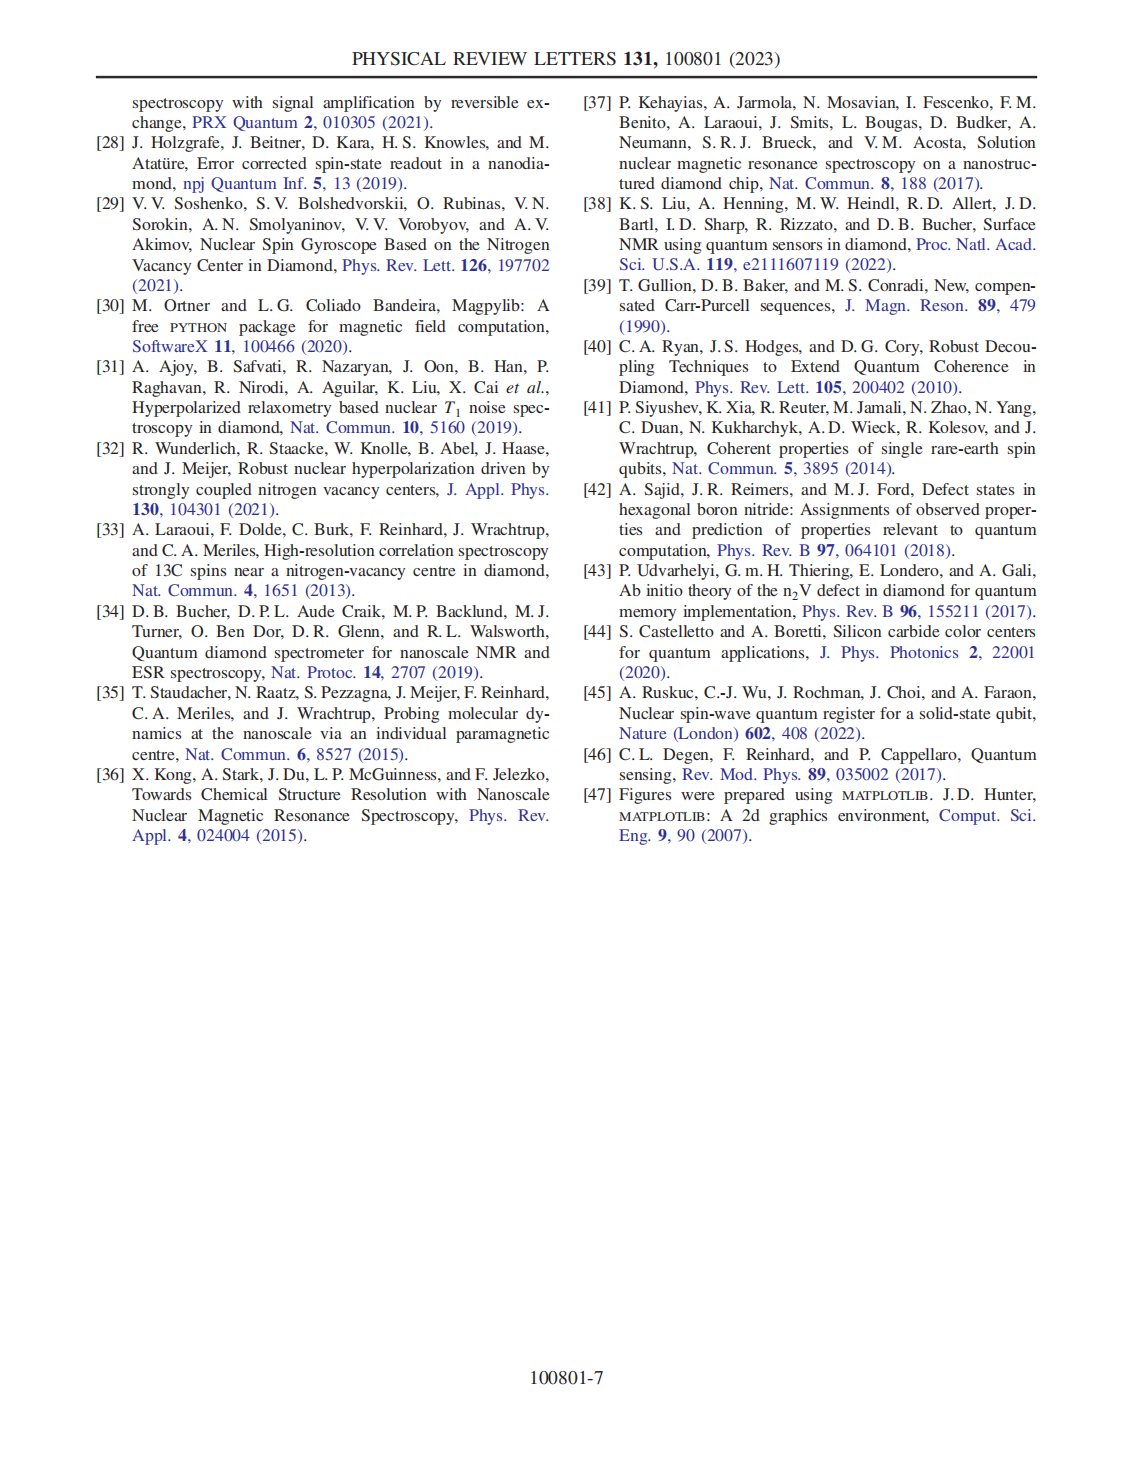 PHYSICAL REVIEW LETTERS 131, 100801 (2023)
spectroscopy with signal amplification by reversible ex-
change, PRX Quantum 2, 010305 (2021).
[28] J. Holzgrafe, J. Beitner, D. Kara, H. S. Knowles, and M.
Atatüre, Error corrected spin-state readout in a nanodia-
mond, npj Quantum Inf. 5, 13 (2019).
[29] V. V. Soshenko, S. V. Bolshedvorskii, O. Rubinas, V. N.
Sorokin, A. N. Smolyaninov, V. V. Vorobyov, and A. V.
Akimov, Nuclear Spin Gyroscope Based on the Nitrogen
Vacancy Center in Diamond, Phys. Rev. Lett. 126, 197702
(2021).
[30] M. Ortner and L. G. Coliado Bandeira, Magpylib: A
free PYTHON package for magnetic field computation,
SoftwareX 11, 100466 (2020).
[31] A. Ajoy, B. Safvati, R. Nazaryan, J. Oon, B. Han, P.
Raghavan, R. Nirodi, A. Aguilar, K. Liu, X. Cai et al.,
Hyperpolarized relaxometry based nuclear T1 noise spec-
troscopy in diamond, Nat. Commun. 10, 5160 (2019).
[32] R. Wunderlich, R. Staacke, W. Knolle, B. Abel, J. Haase,
and J. Meijer, Robust nuclear hyperpolarization driven by
strongly coupled nitrogen vacancy centers, J. Appl. Phys.
130, 104301 (2021).
[33] A. Laraoui, F. Dolde, C. Burk, F. Reinhard, J. Wrachtrup,
and C. A. Meriles, High-resolution correlation spectroscopy
of 13C spins near a nitrogen-vacancy centre in diamond,
Nat. Commun. 4, 1651 (2013).
[34] D. B. Bucher, D. P. L. Aude Craik, M. P. Backlund, M. J.
Turner, O. Ben Dor, D. R. Glenn, and R. L. Walsworth,
Quantum diamond spectrometer for nanoscale NMR and
ESR spectroscopy, Nat. Protoc. 14, 2707 (2019).
[35] T. Staudacher, N. Raatz, S. Pezzagna, J. Meijer, F. Reinhard,
C. A. Meriles, and J. Wrachtrup, Probing molecular dy-
namics at the nanoscale via an individual paramagnetic
centre, Nat. Commun. 6, 8527 (2015).
[36] X. Kong, A. Stark, J. Du, L. P. McGuinness, and F. Jelezko,
Towards Chemical Structure Resolution with Nanoscale
Nuclear Magnetic Resonance Spectroscopy, Phys. Rev.
Appl. 4, 024004 (2015).
[37] P. Kehayias, A. Jarmola, N. Mosavian, I. Fescenko, F. M.
Benito, A. Laraoui, J. Smits, L. Bougas, D. Budker, A.
Neumann, S. R. J. Brueck, and V. M. Acosta, Solution
nuclear magnetic resonance spectroscopy on a nanostruc-
tured diamond chip, Nat. Commun. 8, 188 (2017).
[38] K. S. Liu, A. Henning, M. W. Heindl, R. D. Allert, J. D.
Bartl, I. D. Sharp, R. Rizzato, and D. B. Bucher, Surface
NMR using quantum sensors in diamond, Proc. Natl. Acad.
Sci. U.S.A. 119, e2111607119 (2022).
[39] T. Gullion, D. B. Baker, and M. S. Conradi, New, compen-
sated Carr-Purcell sequences, J. Magn. Reson. 89, 479
(1990).
[40] C. A. Ryan, J. S. Hodges, and D. G. Cory, Robust Decou-
pling Techniques to Extend Quantum Coherence in
Diamond, Phys. Rev. Lett. 105, 200402 (2010).
[41] P. Siyushev, K. Xia, R. Reuter, M. Jamali, N. Zhao, N. Yang,
C. Duan, N. Kukharchyk, A. D. Wieck, R. Kolesov, and J.
Wrachtrup, Coherent properties of single rare-earth spin
qubits, Nat. Commun. 5, 3895 (2014).
[42] A. Sajid, J. R. Reimers, and M. J. Ford, Defect states in
hexagonal boron nitride: Assignments of observed proper-
ties and prediction of properties relevant to quantum
computation, Phys. Rev. B 97, 064101 (2018).
[43] P. Udvarhelyi, G. m. H. Thiering, E. Londero, and A. Gali,
Ab initio theory of the n2V defect in diamond for quantum
memory implementation, Phys. Rev. B 96, 155211 (2017).
[44] S. Castelletto and A. Boretti, Silicon carbide color centers
for quantum applications, J. Phys. Photonics 2, 22001
(2020).
[45] A. Ruskuc, C.-J. Wu, J. Rochman, J. Choi, and A. Faraon,
Nuclear spin-wave quantum register for a solid-state qubit,
Nature (London) 602, 408 (2022).
[46] C. L. Degen, F. Reinhard, and P. Cappellaro, Quantum
sensing, Rev. Mod. Phys. 89, 035002 (2017).
[47] Figures were prepared using MATPLOTLIB. J. D. Hunter,
MATPLOTLIB: A 2d graphics environment, Comput. Sci.
Eng. 9, 90 (2007).
100801-7